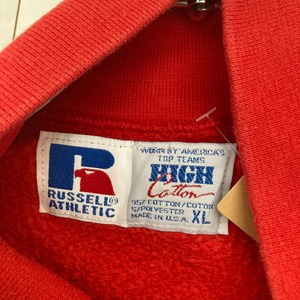 RUSSELL®
ATHLETIC
WORN BY AMERICA'S
TOP TEAMS
HIGH
Cotton
95% COTTON/COTON
5% POLYESTER
MADE IN U.S.A. XL